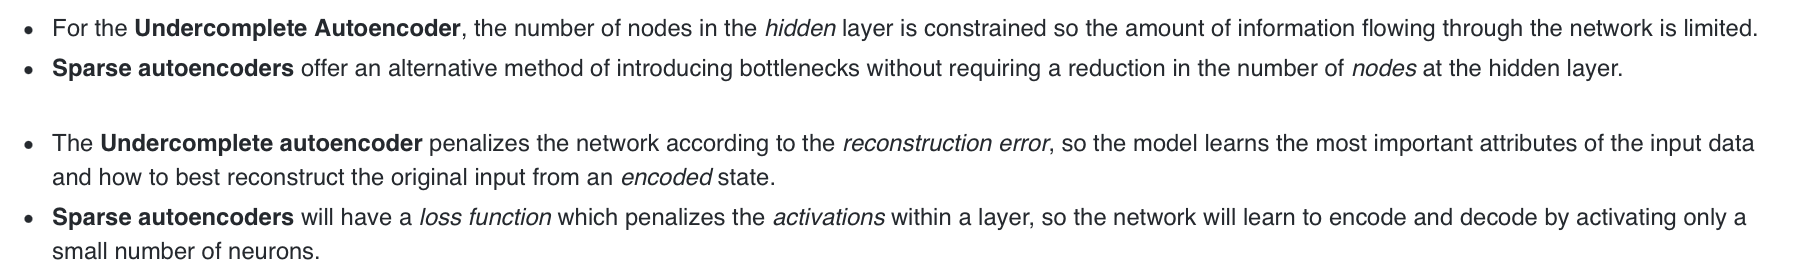 • For the Undercomplete Autoencoder, the number of nodes in the hidden layer is constrained so the amount of information flowing through the network is limited.
• Sparse autoencoders offer an alternative method of introducing bottlenecks without requiring a reduction in the number of nodes at the hidden layer.
• The Undercomplete autoencoder penalizes the network according to the reconstruction error, so the model learns the most important attributes of the input data
and how to best reconstruct the original input from an encoded state.
• Sparse autoencoders will have a loss function which penalizes the activations within a layer, so the network will learn to encode and decode by activating only a
small number of neurons.